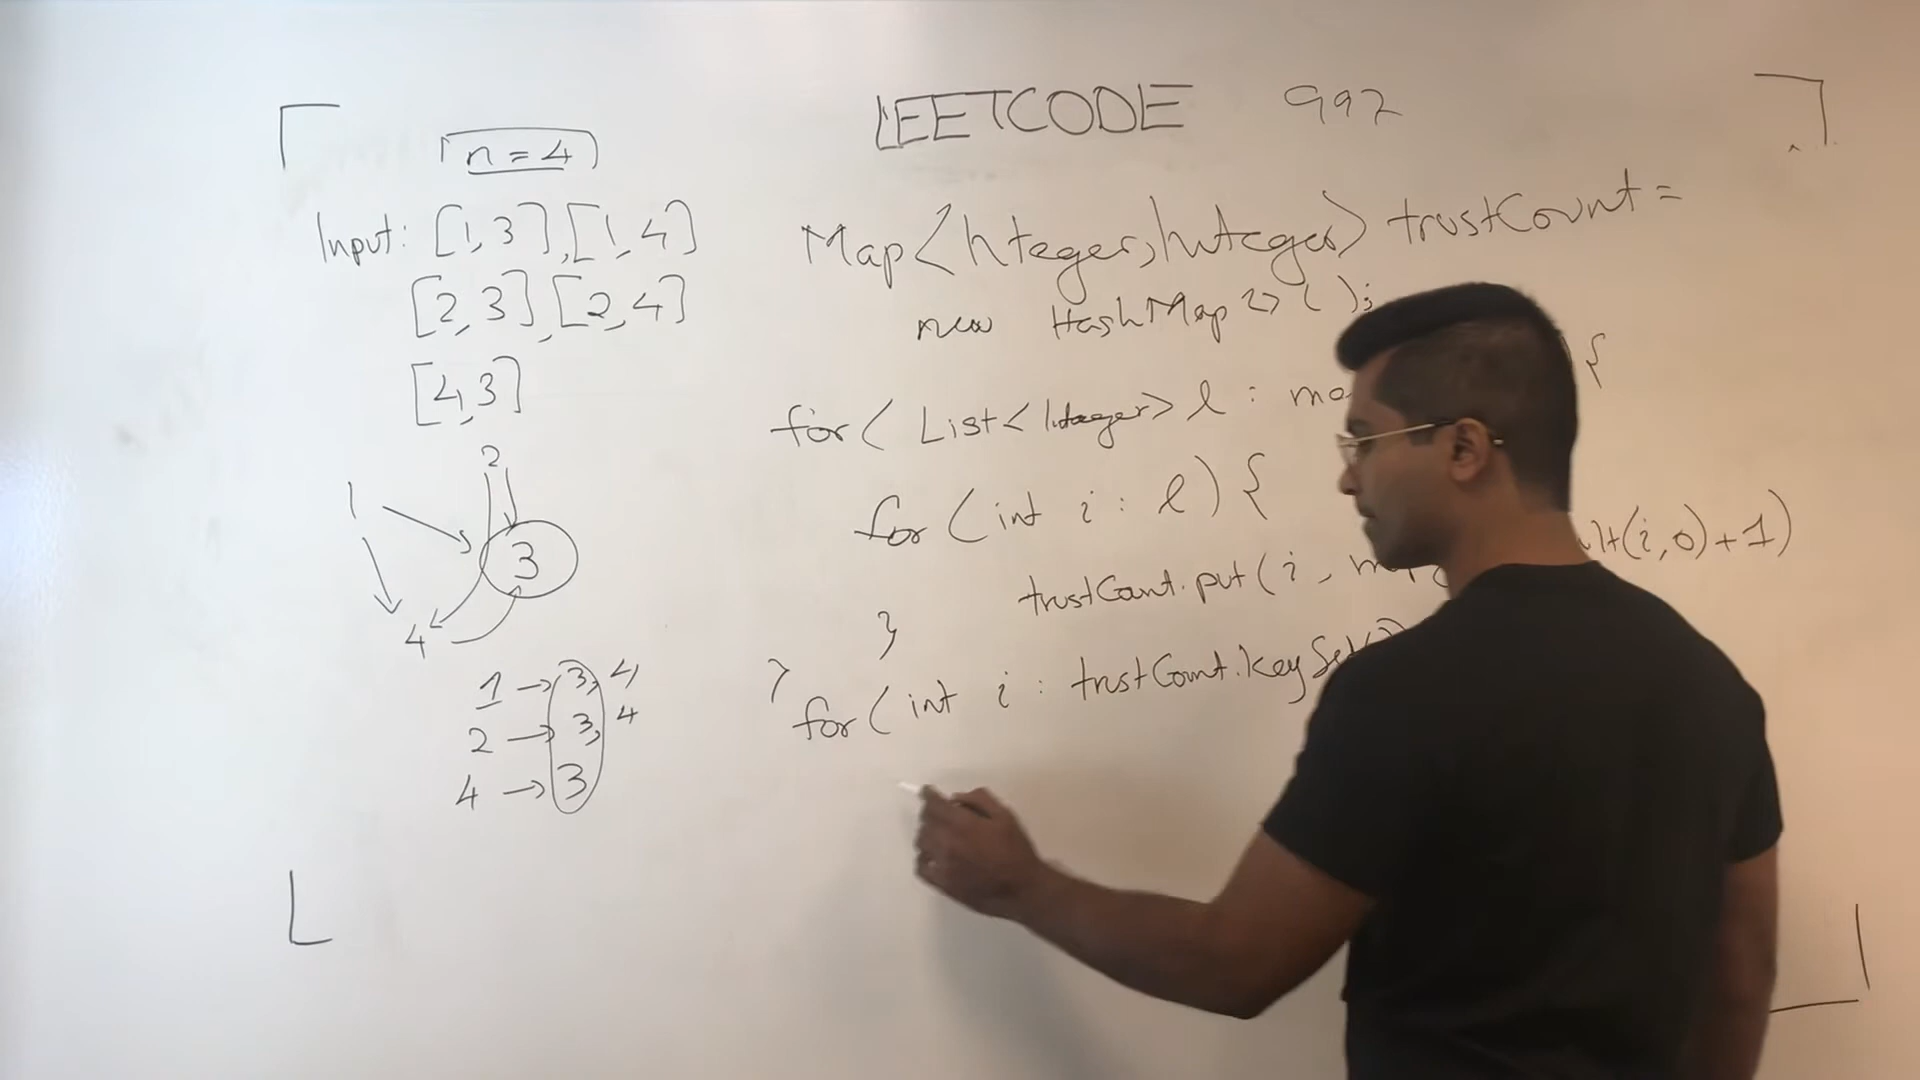 LEETCODE 997
n = 4
Input: [1,3],[1,4]
[2,3],[2,4]
[4,3]
2
1
3
4
1 → 3, 4
2 → 3, 4
4 → 3
Map<Integer,Integer> trustCount =
new HashMap<>();
for( List<Integer> l : {
for (int i : l) {
trustCount.put(i, (i,0)+1)
}
}
for (int i : trustCount.keySet()